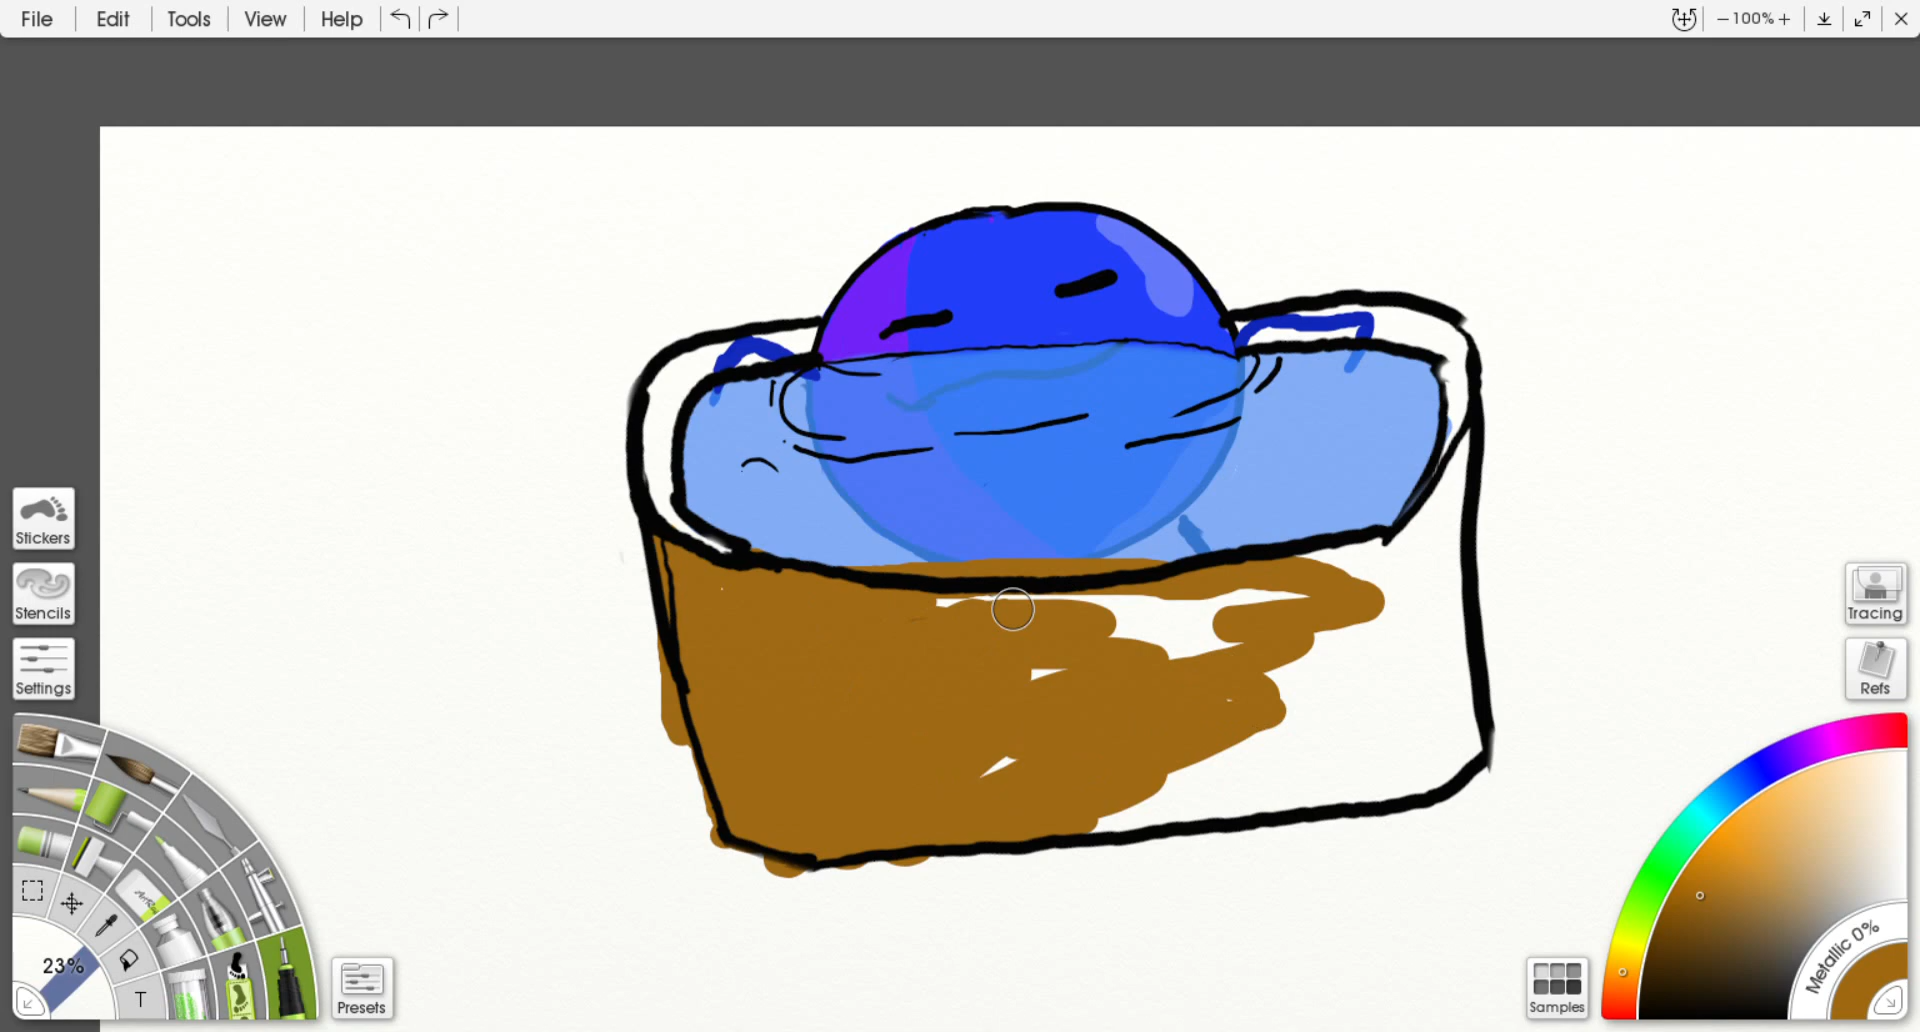 File Edit Tools View Help
100%
Stickers
Stencils
Settings
23%
T
Presets
Tracing
Refs
Metallic 0%
Samples